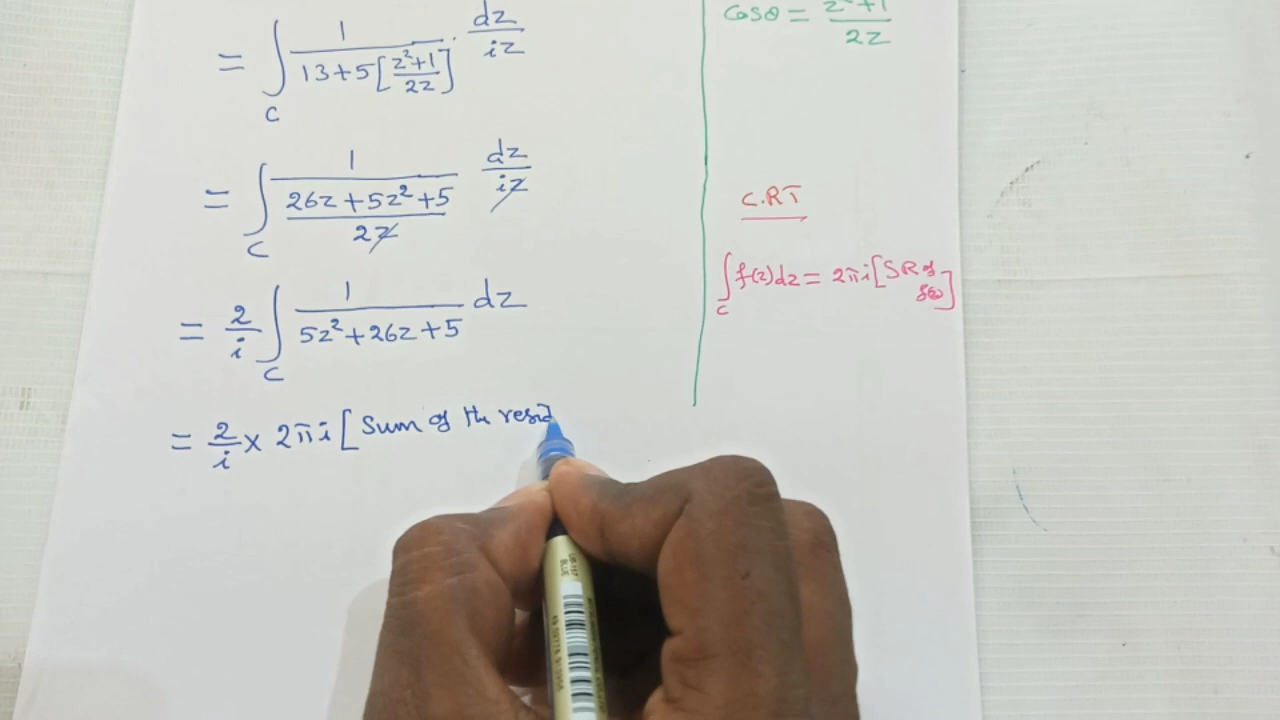 = ∫_C 1/(13+5[(z²+1)/2z]) · dz/iz
= ∫_C 1/((26z+5z²+5)/2z) dz/iz
= 2/i ∫_C 1/(5z²+26z+5) dz
= 2/i × 2πi [Sum of the resid
Cosθ = (z²+1)/2z
C.RT
∫_C f(z)dz = 2πi[SR of f(z)]
BLUE